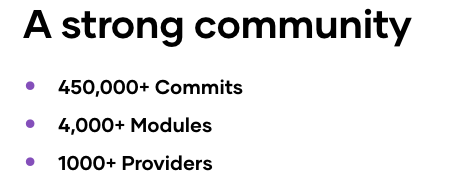 A strong community
450,000+ Commits
4,000+ Modules
1000+ Providers